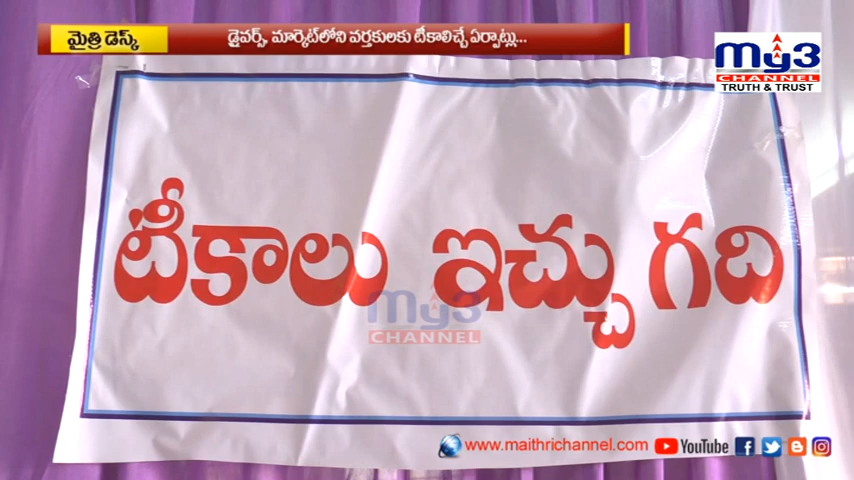 మైత్రి డెస్క్
డ్రైవర్స్, మార్కెట్‌లోని వర్తకులకు టీకాలిచ్చే ఏర్పాట్లు...
my3
CHANNEL
TRUTH & TRUST
టీకాలు ఇచ్చు గది
my3
CHANNEL
www.maithrichannel.com YouTube